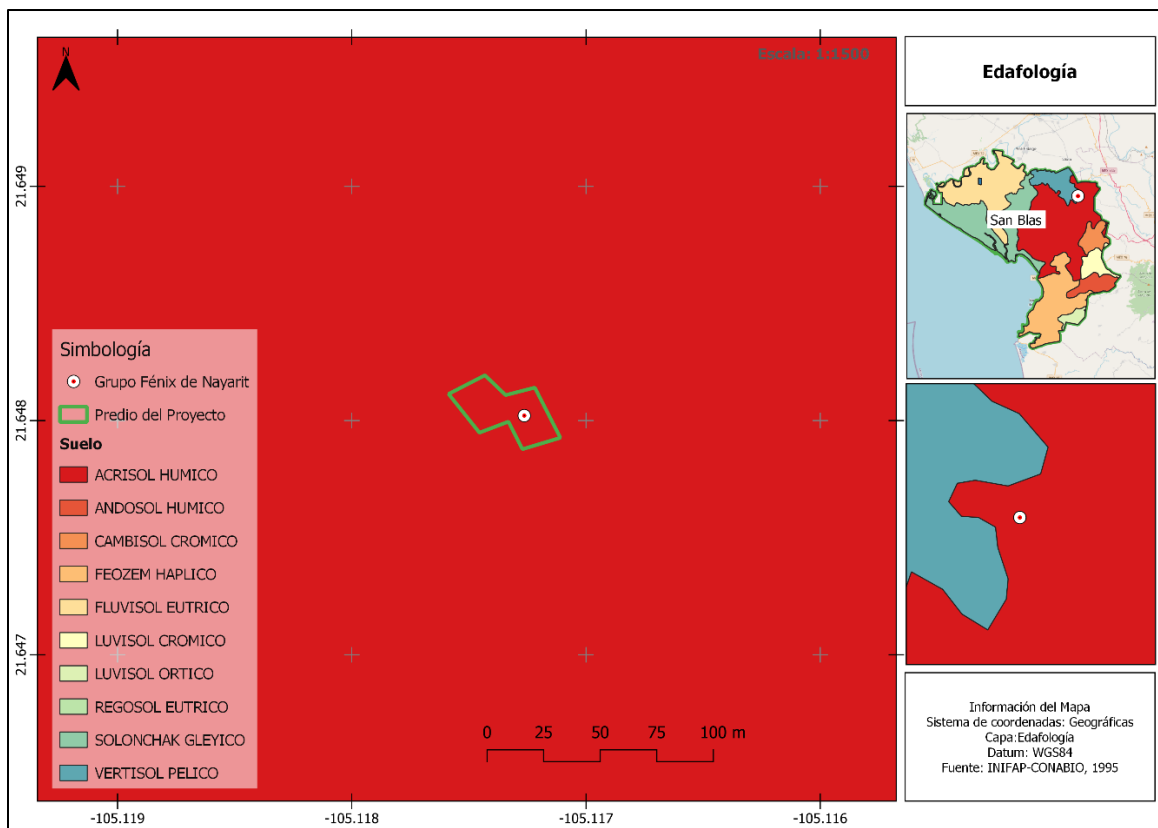 N
Escala: 1:1500
21.649
21.648
21.647
-105.119
-105.118
-105.117
-105.116
Simbología
Grupo Fénix de Nayarit
Predio del Proyecto
Suelo
ACRISOL HUMICO
ANDOSOL HUMICO
CAMBISOL CROMICO
FEOZEM HAPLICO
FLUVISOL EUTRICO
LUVISOL CROMICO
LUVISOL ORTICO
REGOSOL EUTRICO
SOLONCHAK GLEYICO
VERTISOL PELICO
0 25 50 75 100 m
Edafología
San Blas
Información del Mapa
Sistema de coordenadas: Geográficas
Capa:Edafología
Datum: WGS84
Fuente: INIFAP-CONABIO, 1995